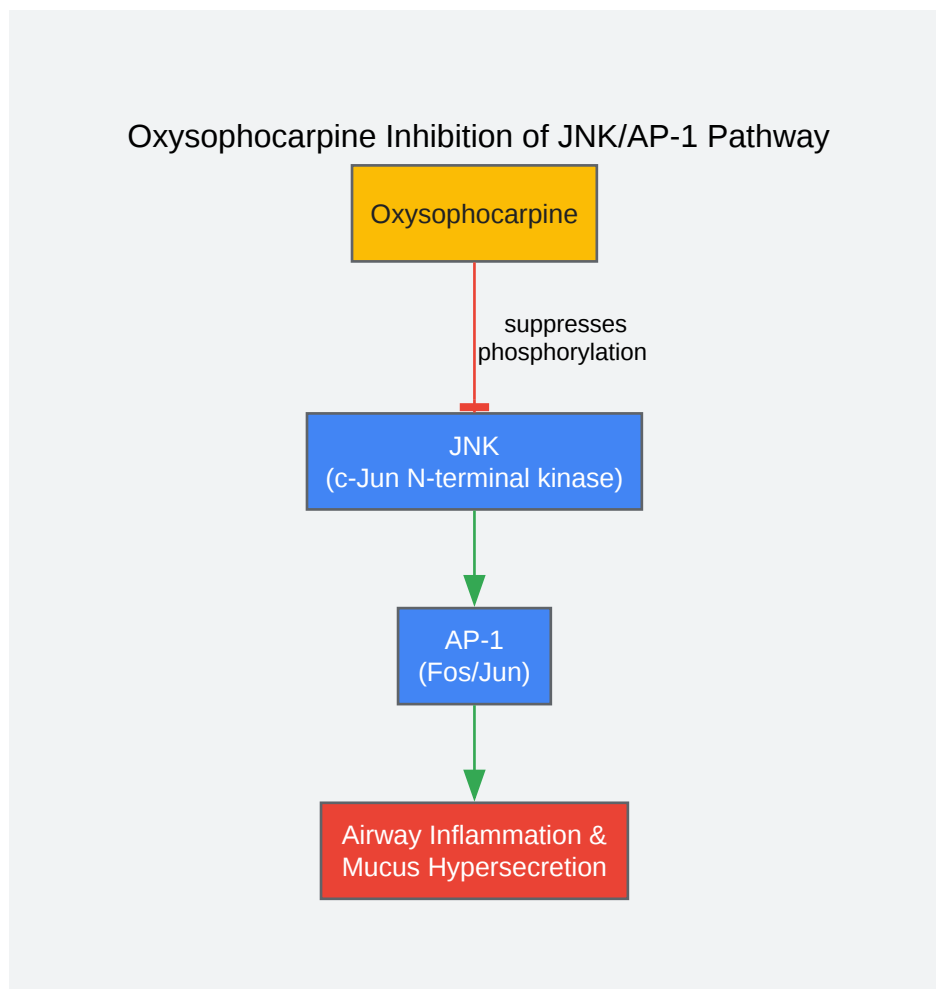 Oxysophocarpine Inhibition of JNK/AP-1 Pathway
Oxysophocarpine
suppresses
phosphorylation
JNK
(c-Jun N-terminal kinase)
AP-1
(Fos/Jun)
Airway Inflammation &
Mucus Hypersecretion